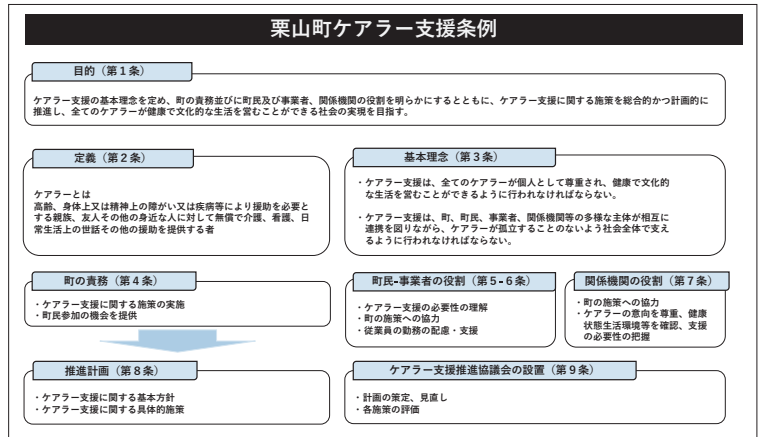 栗山町ケアラー支援条例
目的（第１条）
ケアラー支援の基本理念を定め、町の責務並びに町民及び事業者、関係機関の役割を明らかにするとともに、ケアラー支援に関する施策を総合的かつ計画的に
推進し、全てのケアラーが健康で文化的な生活を営むことができる社会の実現を目指す。
定義（第２条）
ケアラーとは
高齢、身体上又は精神上の障がい又は疾病等により援助を必要と
する親族、友人その他の身近な人に対して無償で介護、看護、日
常生活上の世話その他の援助を提供する者
基本理念（第３条）
・ケアラー支援は、全てのケアラーが個人として尊重され、健康で文化的
な生活を営むことができるように行われなければならない。
・ケアラー支援は、町、町民、事業者、関係機関等の多様な主体が相互に
連携を図りながら、ケアラーが孤立することのないよう社会全体で支え
るように行われなければならない。
町の責務（第４条）
・ケアラー支援に関する施策の実施
・町民参加の機会を提供
町民-事業者の役割（第５-６条）
・ケアラー支援の必要性の理解
・町の施策への協力
・従業員の勤務の配慮・支援
関係機関の役割（第７条）
・町の施策への協力
・ケアラーの意向を尊重、健康
状態生活環境等を確認、支援
の必要性の把握
推進計画（第８条）
・ケアラー支援に関する基本方針
・ケアラー支援に関する具体的施策
ケアラー支援推進協議会の設置（第９条）
・計画の策定、見直し
・各施策の評価